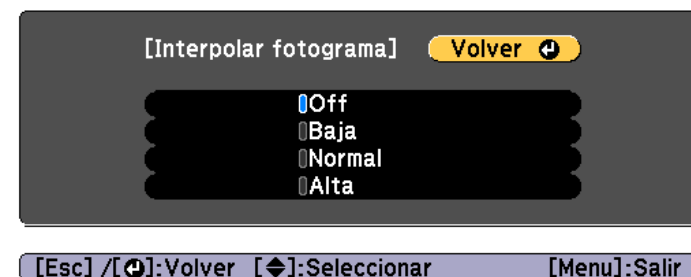 [Interpolar fotograma] Volver
Off
Baja
Normal
Alta
[Esc] /[⏎]:Volver [♦]:Seleccionar [Menu]:Salir